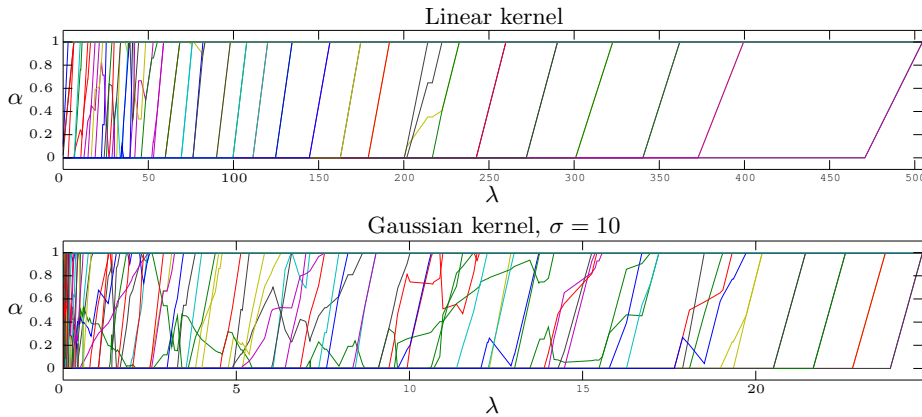 Linear kernel
1
0.8
α 0.6
0.4
0.2
0
0 50 100 150 200 250 300 350 400 450 500
λ
Gaussian kernel, σ = 10
1
0.8
0.6
α
0.4
0.2
0
0 5 10 15 20
λ